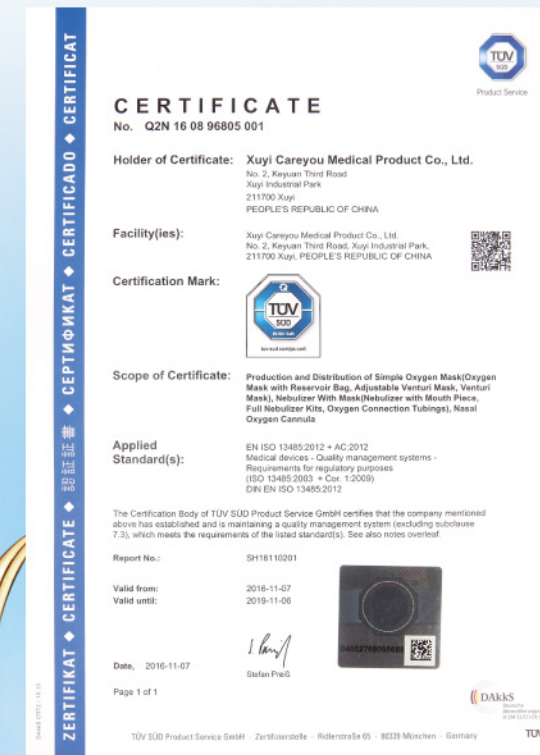 ZERTIFIKAT ◆ CERTIFICATE ◆ 認証証書 ◆ СЕРТИФИКАТ ◆ CERTIFICADO ◆ CERTIFICAT
TÜV
SÜD
Product Service
CERTIFICATE
No. Q2N 16 08 96805 001
Holder of Certificate: Xuyi Careyou Medical Product Co., Ltd.
No. 2, Keyuan Third Road
Xuyi Industrial Park
211700 Xuyi
PEOPLE'S REPUBLIC OF CHINA
Facility(ies): Xuyi Careyou Medical Product Co., Ltd.
No. 2, Keyuan Third Road, Xuyi Industrial Park,
211700 Xuyi, PEOPLE'S REPUBLIC OF CHINA
Certification Mark:
Q
TÜV
SÜD
Scope of Certificate: Production and Distribution of Simple Oxygen Mask(Oxygen
Mask with Reservoir Bag, Adjustable Venturi Mask, Venturi
Mask), Nebulizer With Mask(Nebulizer with Mouth Piece,
Full Nebulizer Kits, Oxygen Connection Tubings), Nasal
Oxygen Cannula
Applied
Standard(s):
EN ISO 13485:2012 + AC:2012
Medical devices - Quality management systems -
Requirements for regulatory purposes
(ISO 13485:2003 + Cor. 1:2009)
DIN EN ISO 13485:2012
The Certification Body of TÜV SÜD Product Service GmbH certifies that the company mentioned
above has established and is maintaining a quality management system (excluding subclause
7.3), which meets the requirements of the listed standard(s). See also notes overleaf.
Report No.: SH16110201
Valid from: 2016-11-07
Valid until: 2019-11-06
Date, 2016-11-07
Stefan Preiß
Page 1 of 1
DAkkS
TÜV SÜD Product Service GmbH · Zertifizierstelle · Ridlerstraße 65 · 80339 München · Germany